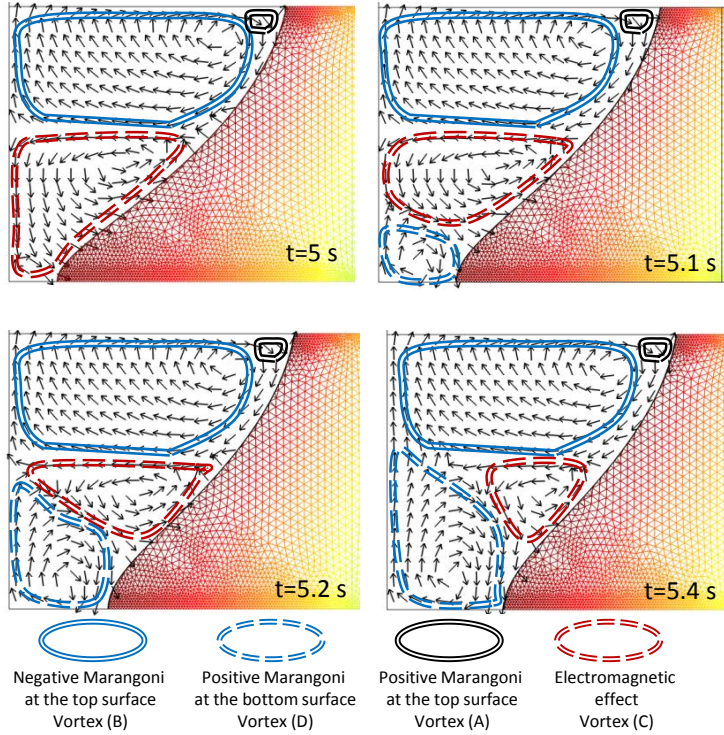 t=5 s
t=5.1 s
t=5.2 s
t=5.4 s
Negative Marangoni
at the top surface
Vortex (B)
Positive Marangoni
at the bottom surface
Vortex (D)
Positive Marangoni
at the top surface
Vortex (A)
Electromagnetic
effect
Vortex (C)